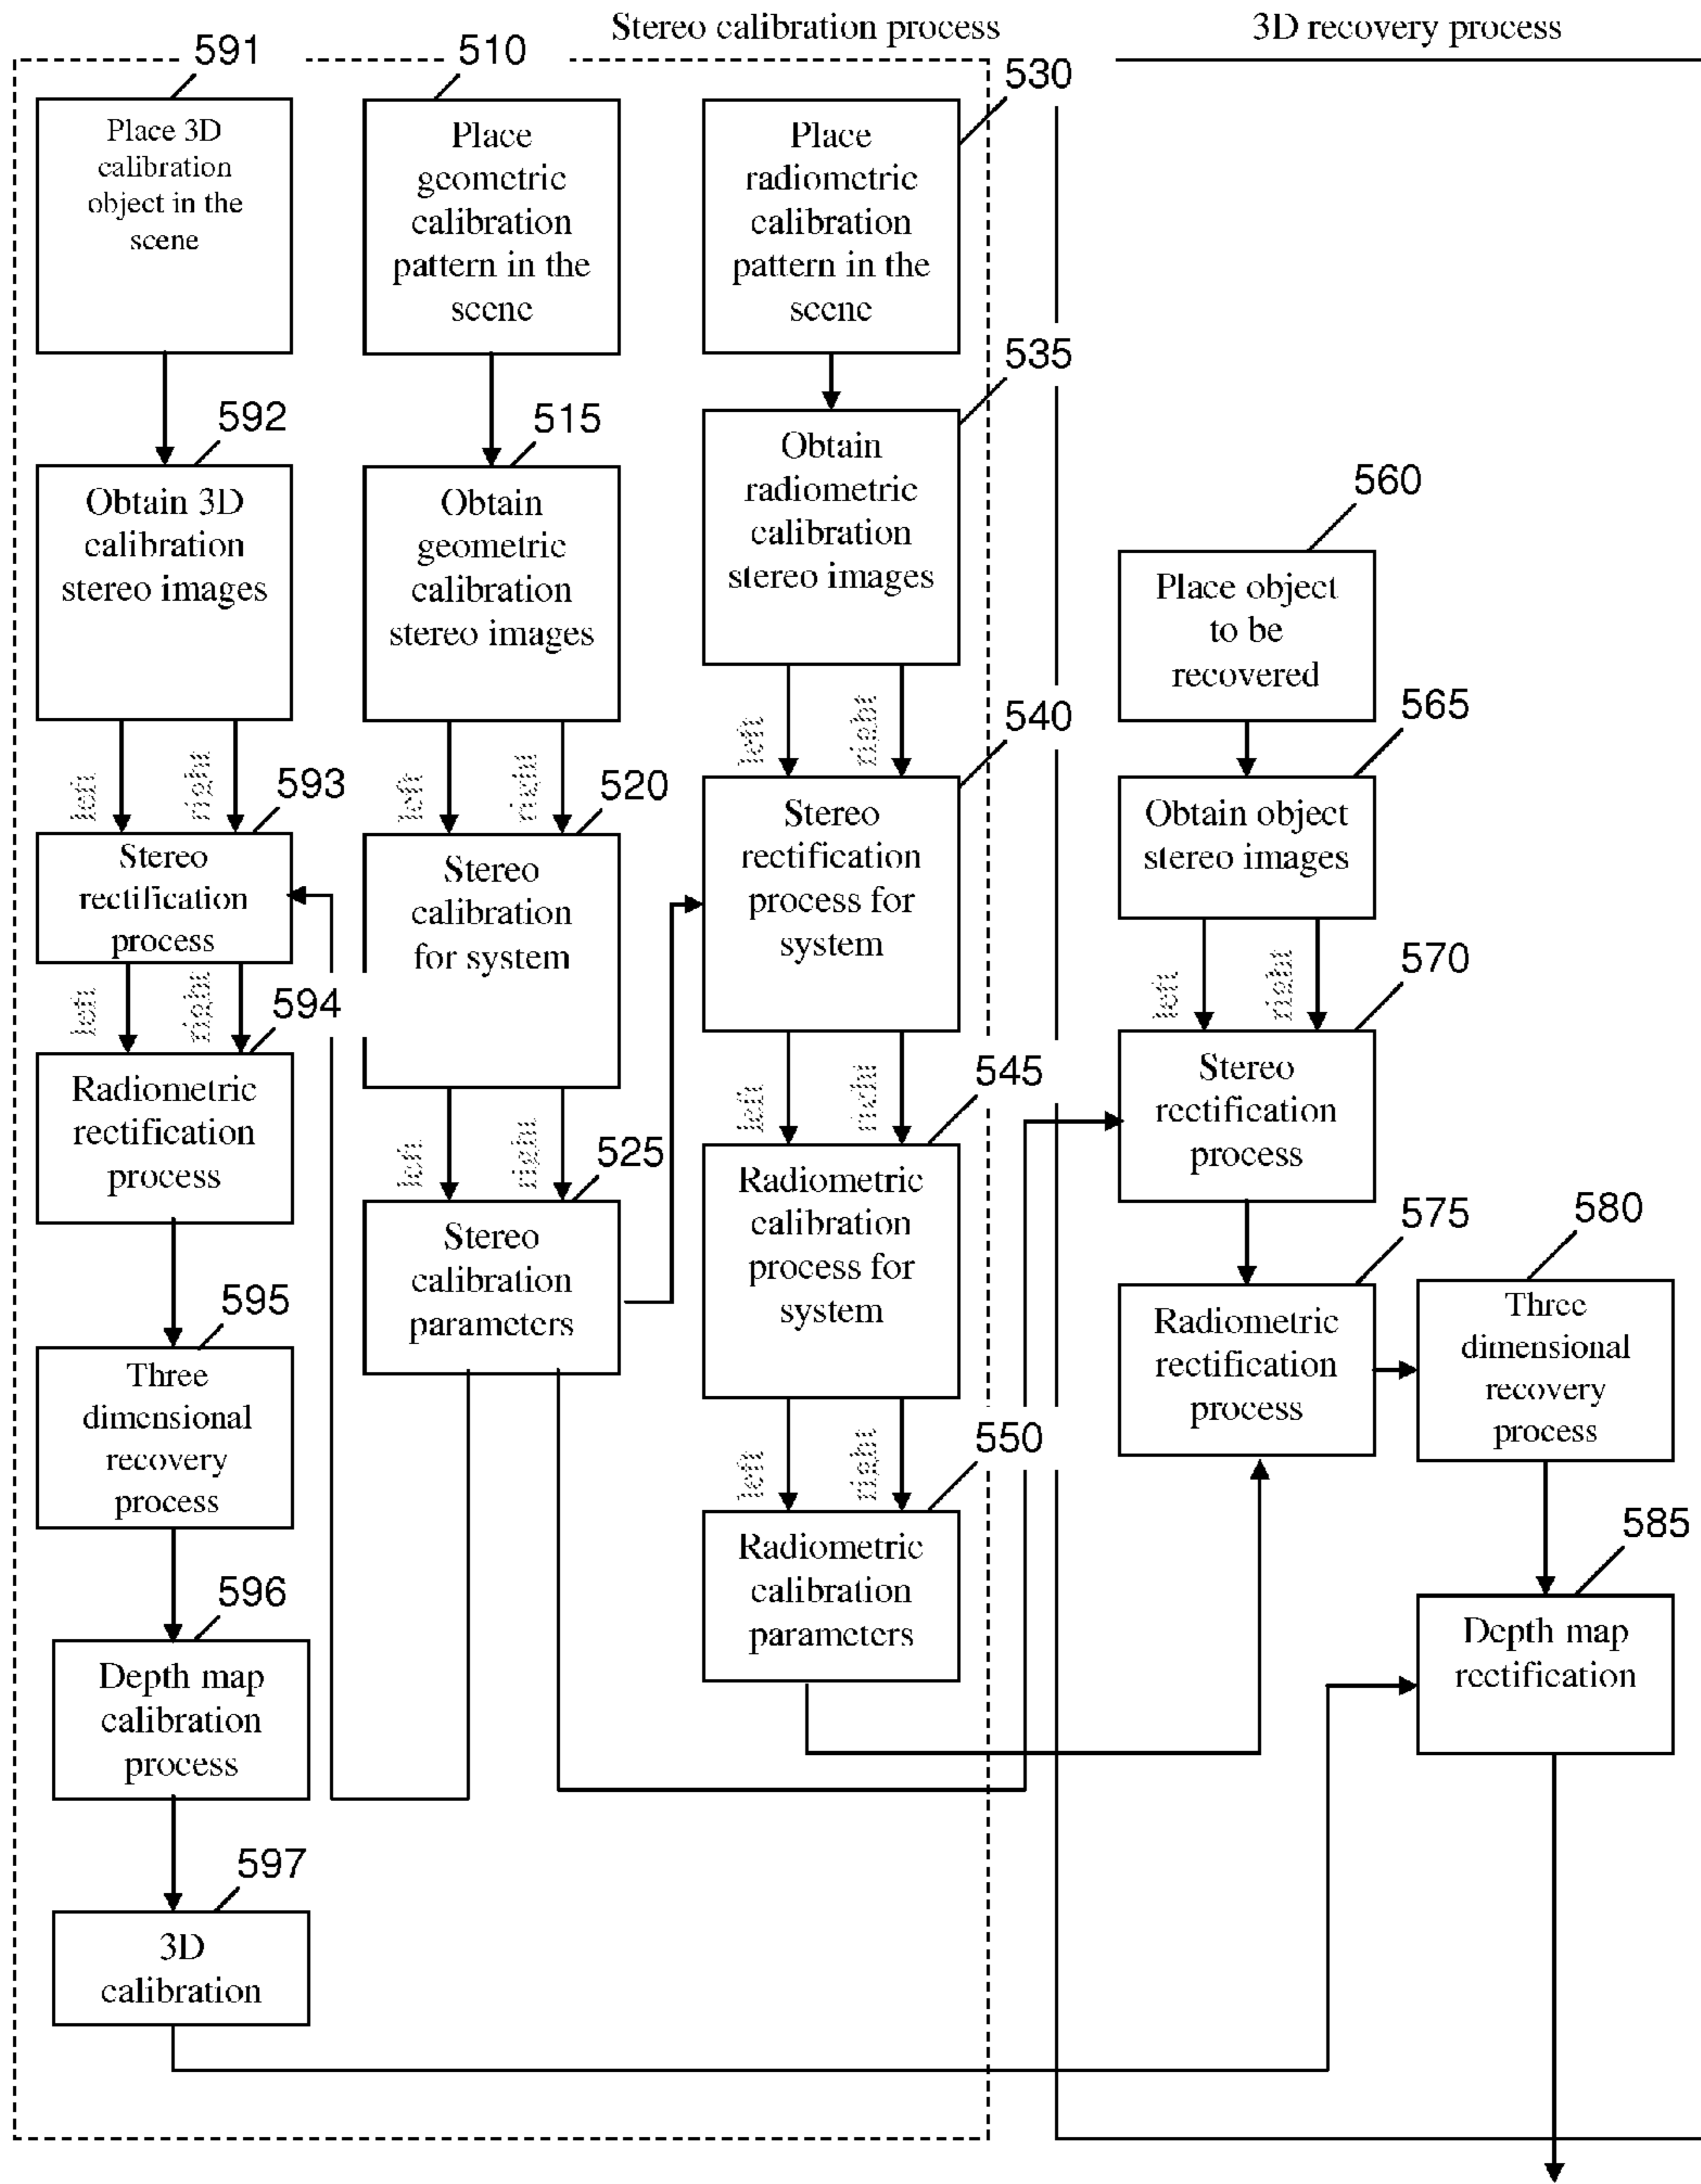 Stereo calibration process
3D recovery process
591
Place 3D
calibration
object in the
scene
592
Obtain 3D
calibration
stereo images
left
right
593
Stereo
rectification
process
left
right
594
Radiometric
rectification
process
595
Three
dimensional
recovery
process
596
Depth map
calibration
process
597
3D
calibration
510
Place
geometric
calibration
pattern in the
scene
515
Obtain
geometric
calibration
stereo images
left
right
520
Stereo
calibration
for system
left
right
525
Stereo
calibration
parameters
530
Place
radiometric
calibration
pattern in the
scene
535
Obtain
radiometric
calibration
stereo images
left
right
540
Stereo
rectification
process for
system
left
right
545
Radiometric
calibration
process for
system
left
right
550
Radiometric
calibration
parameters
560
Place object
to be
recovered
565
Obtain object
stereo images
left
right
570
Stereo
rectification
process
575
Radiometric
rectification
process
580
Three
dimensional
recovery
process
585
Depth map
rectification